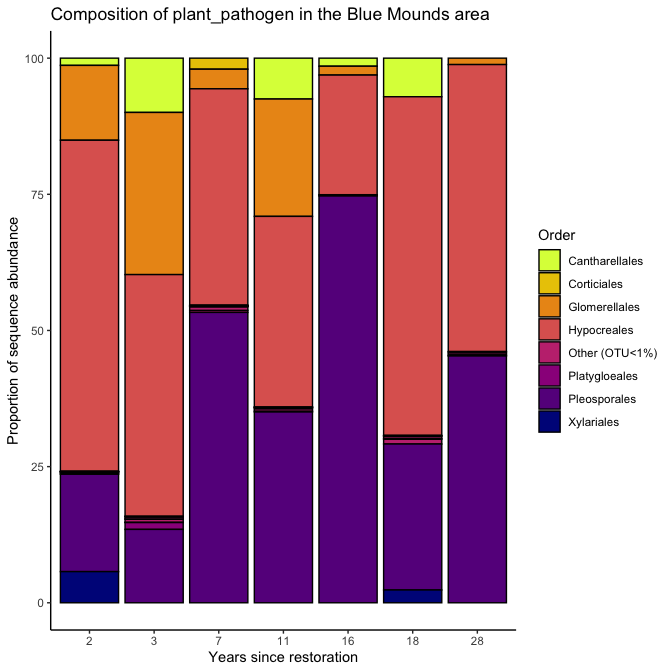 Composition of plant_pathogen in the Blue Mounds area
Proportion of sequence abundance
100
75
50
25
0
2 3 7 11 16 18 28
Years since restoration
Order
Cantharellales
Corticiales
Glomerellales
Hypocreales
Other (OTU<1%)
Platygloeales
Pleosporales
Xylariales